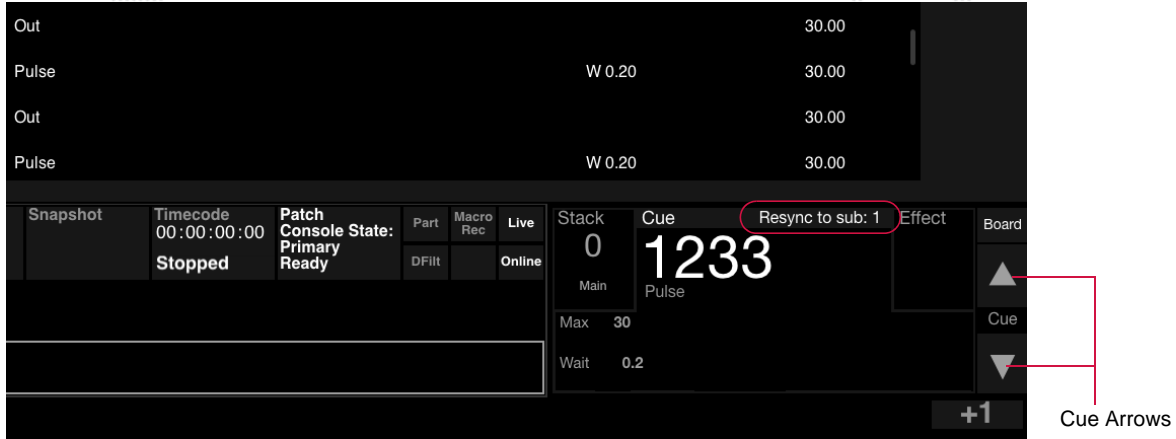 Out 30.00
Pulse W 0.20 30.00
Out 30.00
Pulse W 0.20 30.00
Snapshot Timecode Patch Part Macro Rec Live Stack Cue Resync to sub: 1 Effect Board
00:00:00:00 Console State:
Stopped Primary Ready DFilt Online 0 1233
Main Pulse
Max 30 Cue
Wait 0.2
+1 Cue Arrows